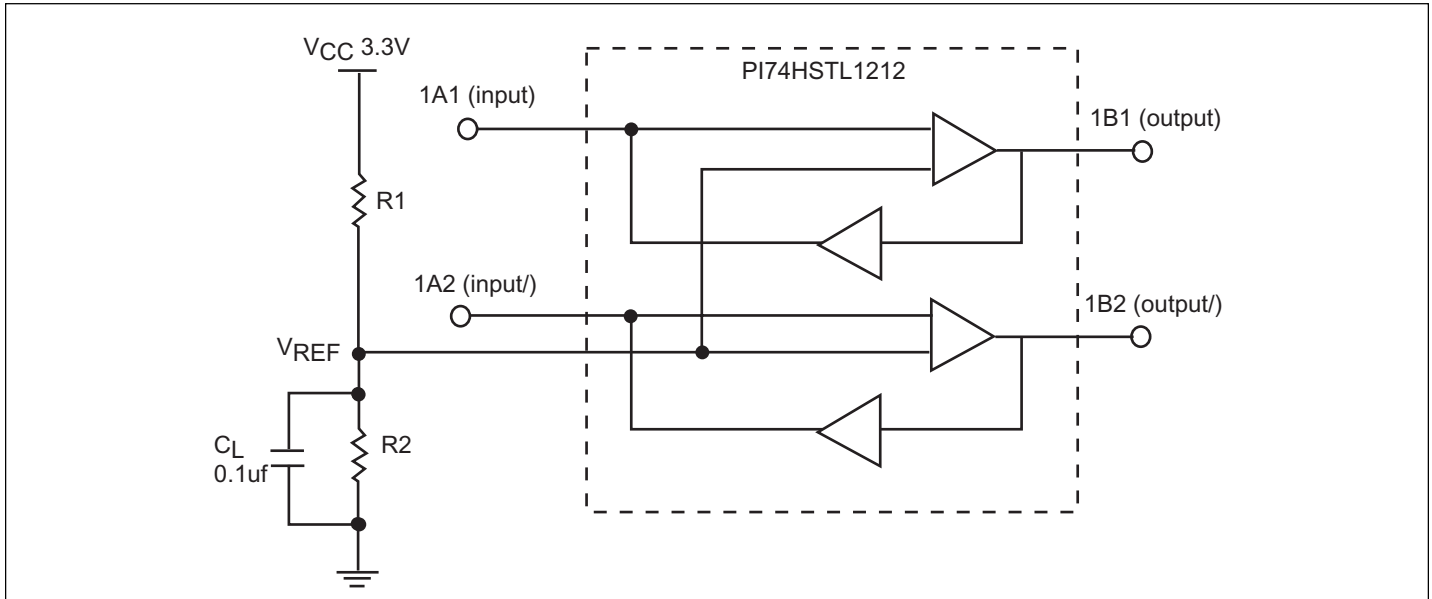 VCC 3.3V
PI74HSTL1212
1A1 (input)
1B1 (output)
R1
1A2 (input/)
1B2 (output/)
VREF
CL
0.1uf
R2